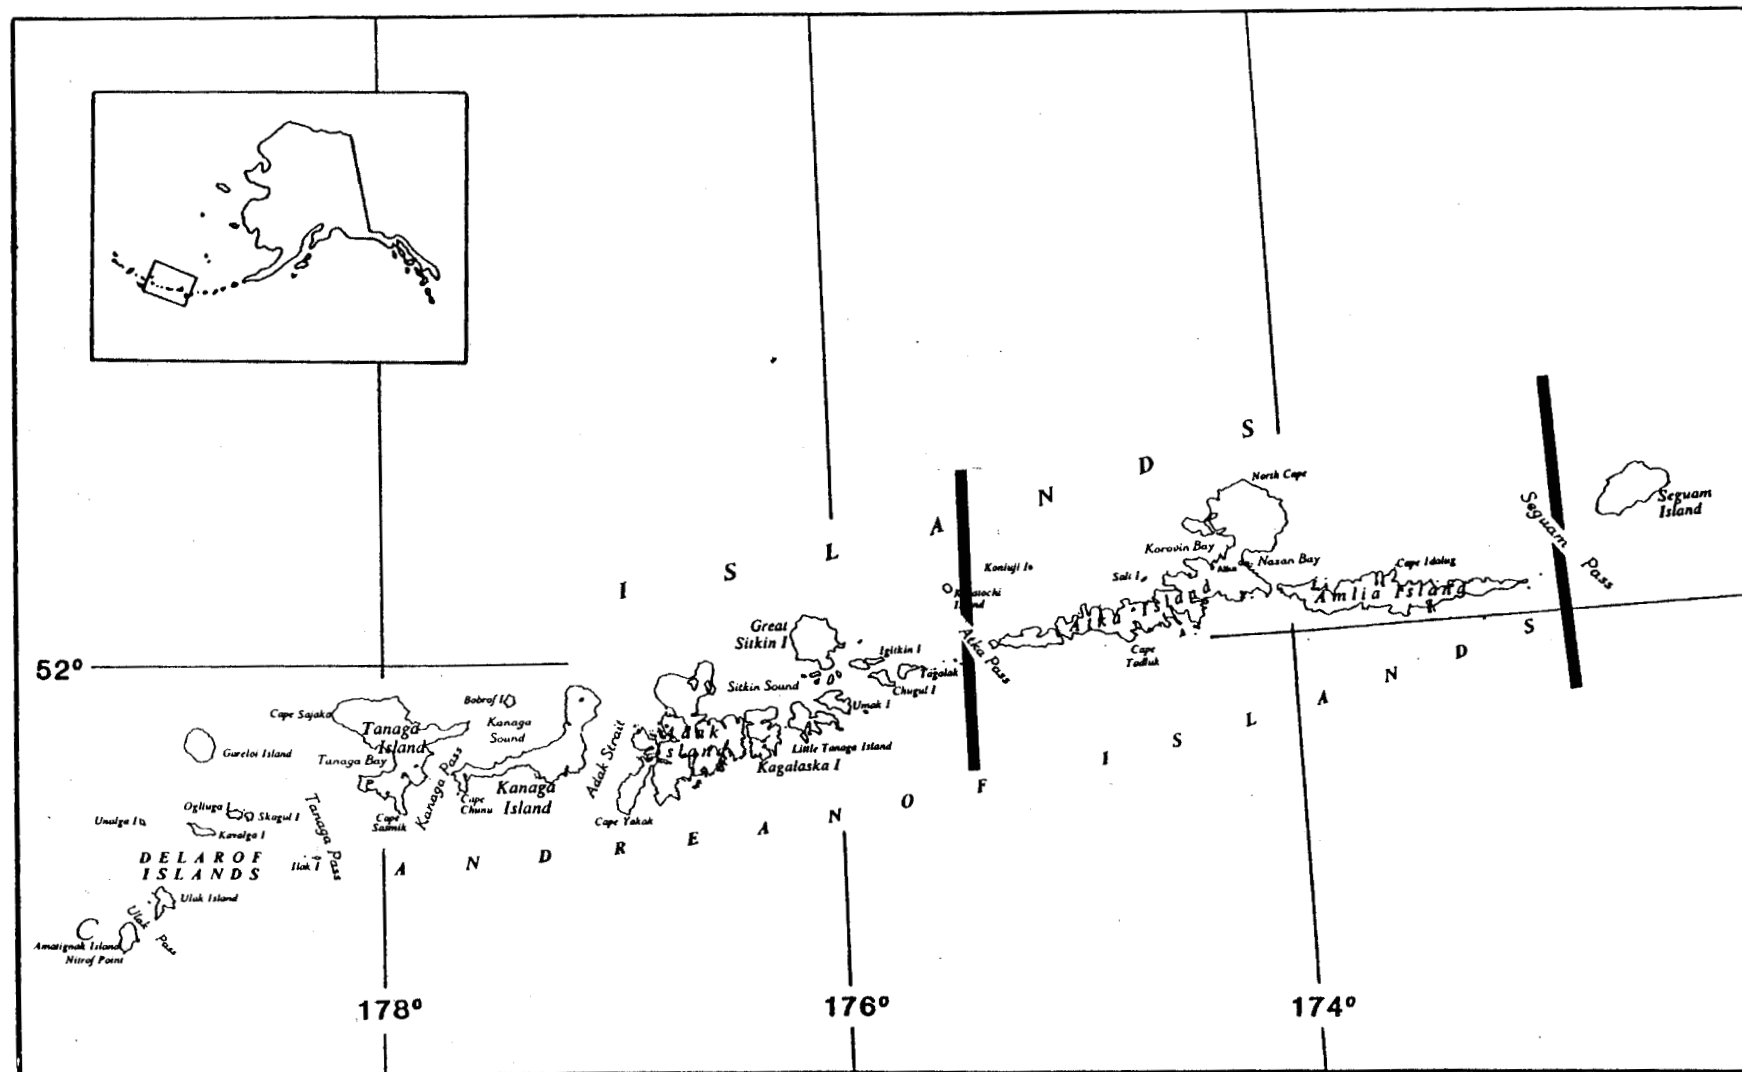 I S L A N D S
North Cape
Seguam
Island
Seguam Pass
Korovin Bay
Nazan Bay
Cape Idalug
Koniuji Is
Sali I
Atka
Island
Amlia Island
Atka Island
Great
Sitkin I
Atka Pass
Cape
Tadluk
Igitkin I
Tagalak
Chugul I
Sitkin Sound
Umak I
52°
Bobrof I
Cape Sajaka
Kanaga
Sound
Tanaga
Island
Adak Strait
Adak
Island
Little Tanaga Island
Gareloi Island
Tanaga Bay
Kanaga Pass
Kagalaska I
Kanaga
Island
Cape
Chunu
Ogliuga I
Skagul I
Unalga I
Kavalga I
Tanaga Pass
Cape
Sasmik
Cape Yakak
DELAROF
ISLANDS
Ilak I
ANDREANOF ISLANDS
Ulak Island
Ulak Pass
C
Amatignak Island
Nitrof Point
178° 176° 174°